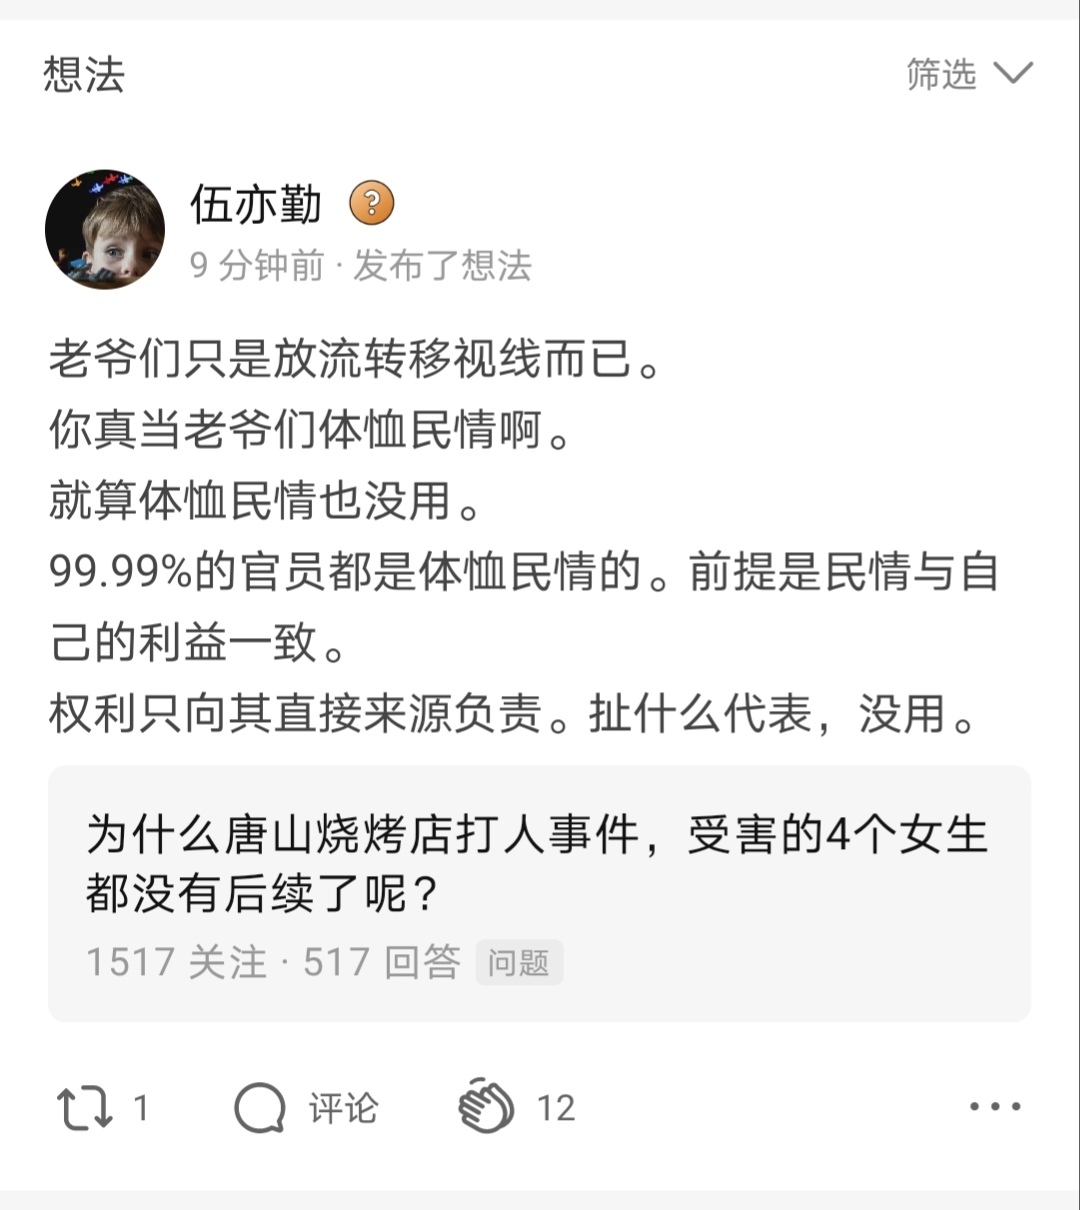 想法
筛选
伍亦勤
9 分钟前 · 发布了想法
老爷们只是放流转移视线而已。
你真当老爷们体恤民情啊。
就算体恤民情也没用。
99.99%的官员都是体恤民情的。前提是民情与自
己的利益一致。
权利只向其直接来源负责。扯什么代表，没用。
为什么唐山烧烤店打人事件，受害的4个女生
都没有后续了呢？
1517 关注 · 517 回答 问题
1 评论 12